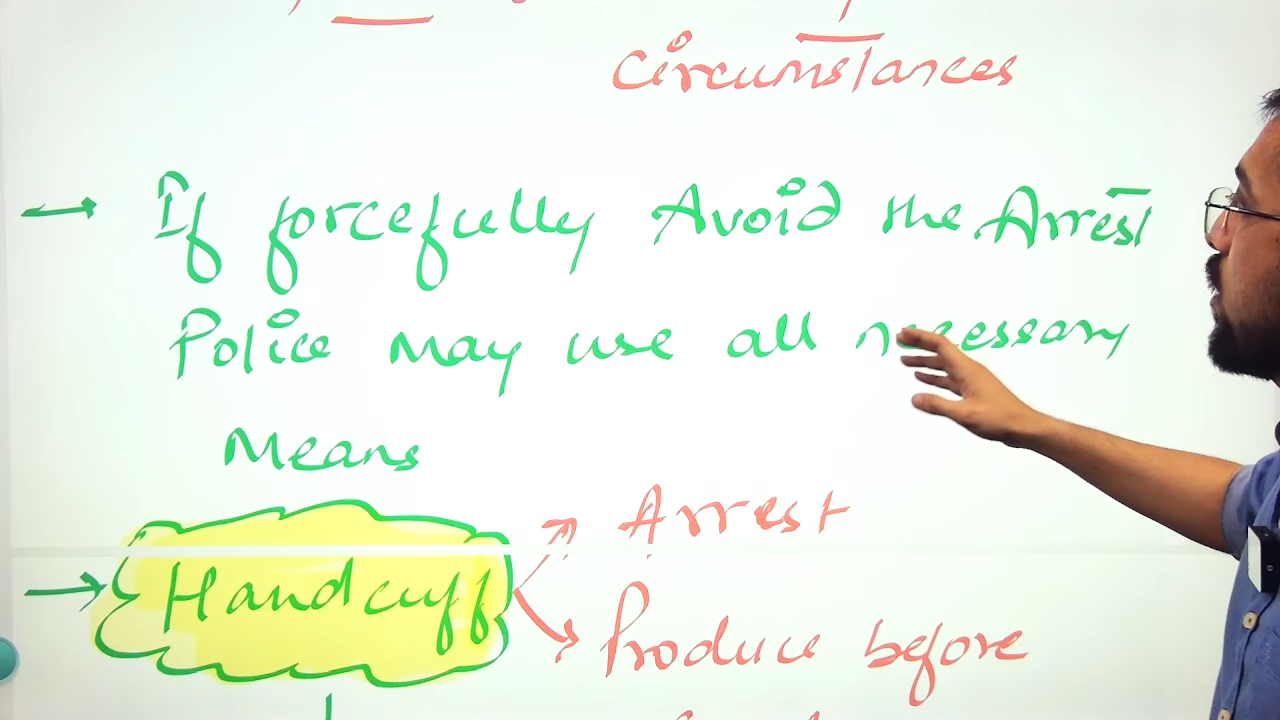 Circumstances
→ If forcefully Avoid the Arrest
Police may use all necessary
Means
→ Handcuff
Arrest
Produce before